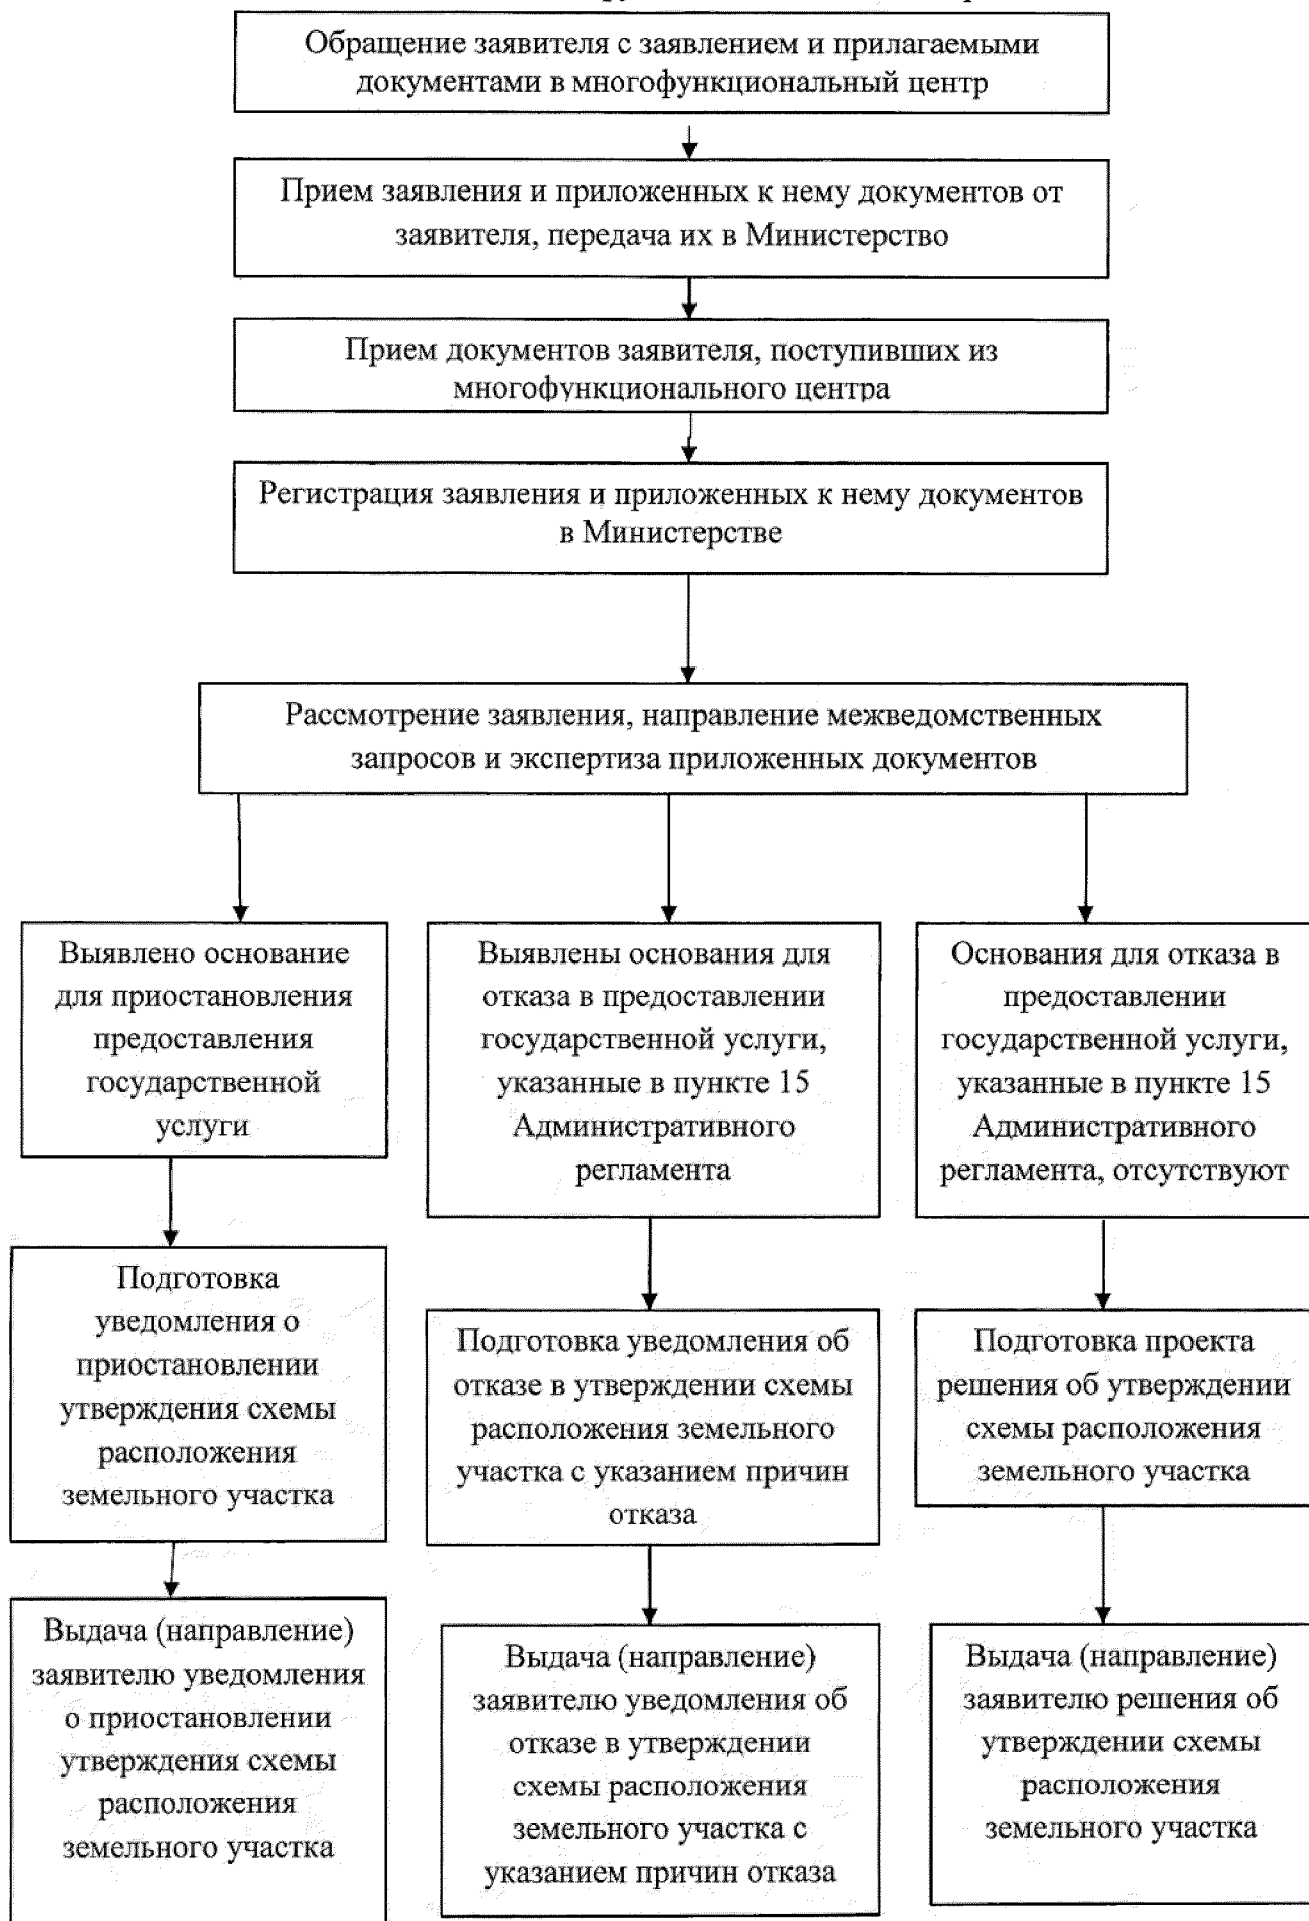 Обращение заявителя с заявлением и прилагаемыми
документами в многофункциональный центр
Прием заявления и приложенных к нему документов от
заявителя, передача их в Министерство
Прием документов заявителя, поступивших из
многофункционального центра
Регистрация заявления и приложенных к нему документов
в Министерстве
Рассмотрение заявления, направление межведомственных
запросов и экспертиза приложенных документов
Выявлено основание
для приостановления
предоставления
государственной
услуги
Выявлены основания для
отказа в предоставлении
государственной услуги,
указанные в пункте 15
Административного
регламента
Основания для отказа в
предоставлении
государственной услуги,
указанные в пункте 15
Административного
регламента, отсутствуют
Подготовка
уведомления о
приостановлении
утверждения схемы
расположения
земельного участка
Подготовка уведомления об
отказе в утверждении схемы
расположения земельного
участка с указанием причин
отказа
Подготовка проекта
решения об утверждении
схемы расположения
земельного участка
Выдача (направление)
заявителю уведомления
о приостановлении
утверждения схемы
расположения
земельного участка
Выдача (направление)
заявителю уведомления об
отказе в утверждении
схемы расположения
земельного участка с
указанием причин отказа
Выдача (направление)
заявителю решения об
утверждении схемы
расположения
земельного участка